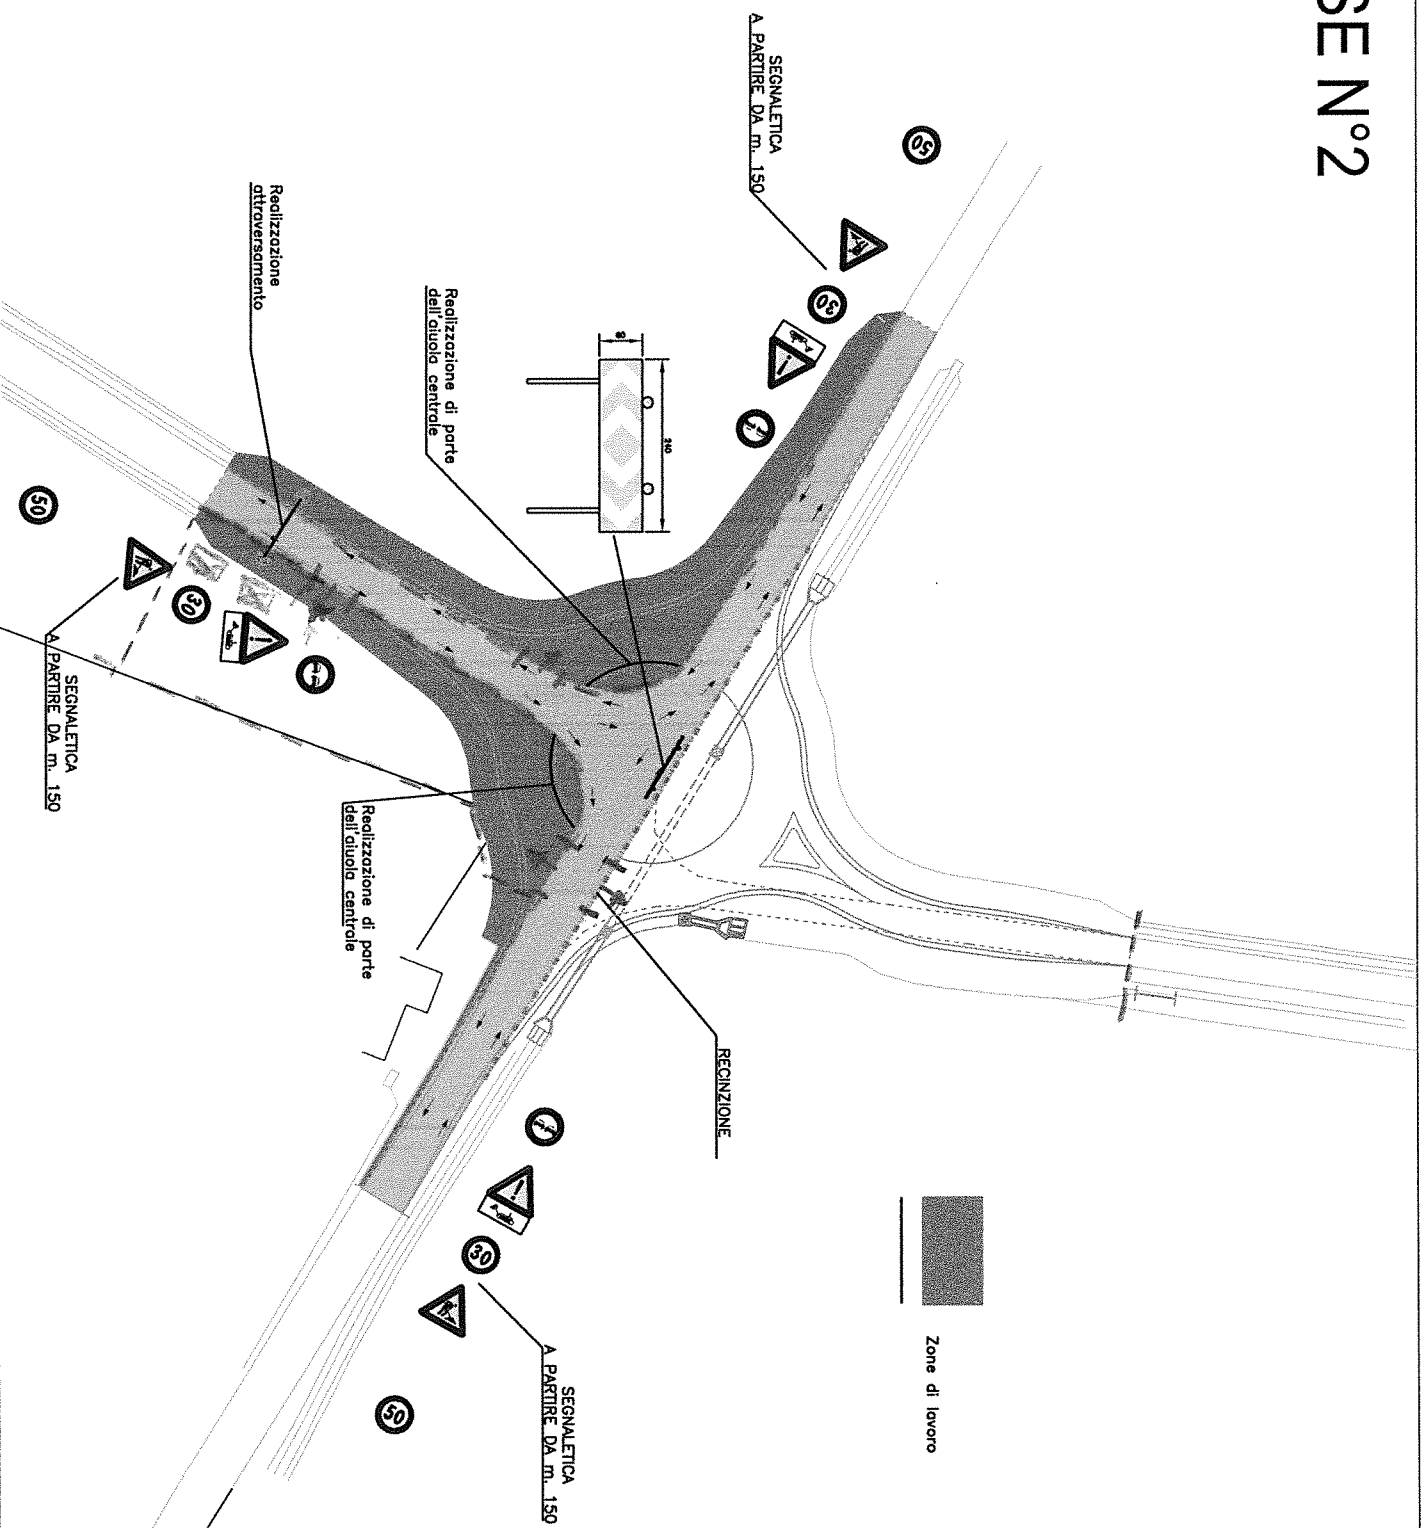 SE N°2
SEGNALETICA
A PARTIRE DA m. 150
50
30
Realizzazione
attraversamento
Realizzazione di parte
dell'aiuola centrale
240
50
30
SEGNALETICA
A PARTIRE DA m. 150
Realizzazione di parte
dell'aiuola centrale
RECINZIONE
Zone di lavoro
30
50
SEGNALETICA
A PARTIRE DA m. 150